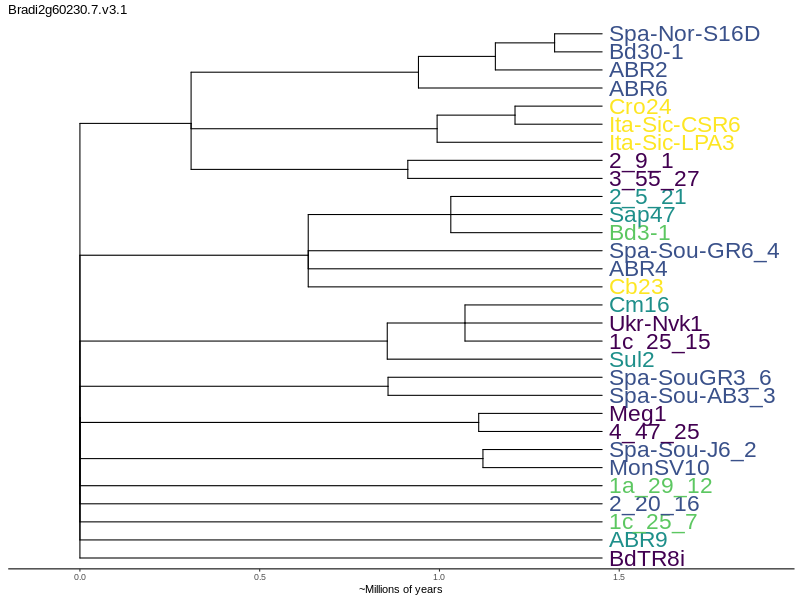 Bradi2g60230.7.v3.1
Spa-Nor-S16D
Bd30-1
ABR2
ABR6
Cro24
Ita-Sic-CSR6
Ita-Sic-LPA3
2_9_1
3_55_27
2_5_21
Sap47
Bd3-1
Spa-Sou-GR6_4
ABR4
Cb23
Cm16
Ukr-Nvk1
1c_25_15
Sul2
Spa-SouGR3_6
Spa-Sou-AB3_3
Meg1
4_47_25
Spa-Sou-J6_2
MonSV10
1a_29_12
2_20_16
1c_25_7
ABR9
BdTR8i
0.0 0.5 1.0 1.5
~Millions of years